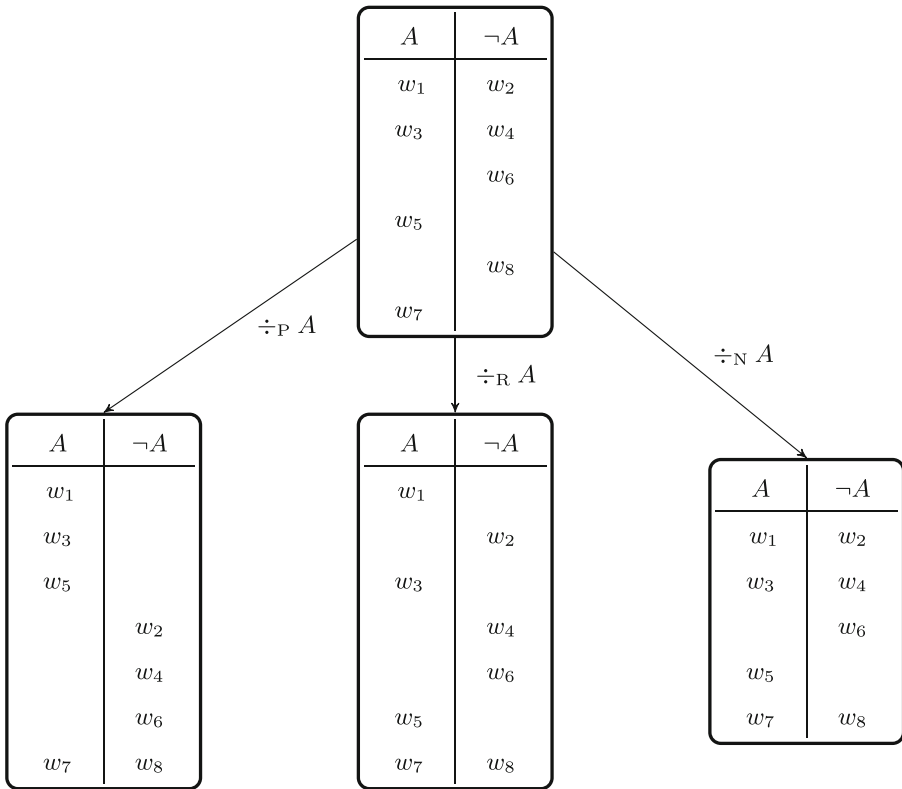 A ¬A
w₁ w₂
w₃ w₄
w₆
w₅
w₈
w₇
÷P A
÷R A
÷N A
A ¬A
w₁
w₃
w₅
w₂
w₄
w₆
w₇ w₈
A ¬A
w₁
w₂
w₃
w₄
w₆
w₅
w₇ w₈
A ¬A
w₁ w₂
w₃ w₄
w₆
w₅
w₇ w₈